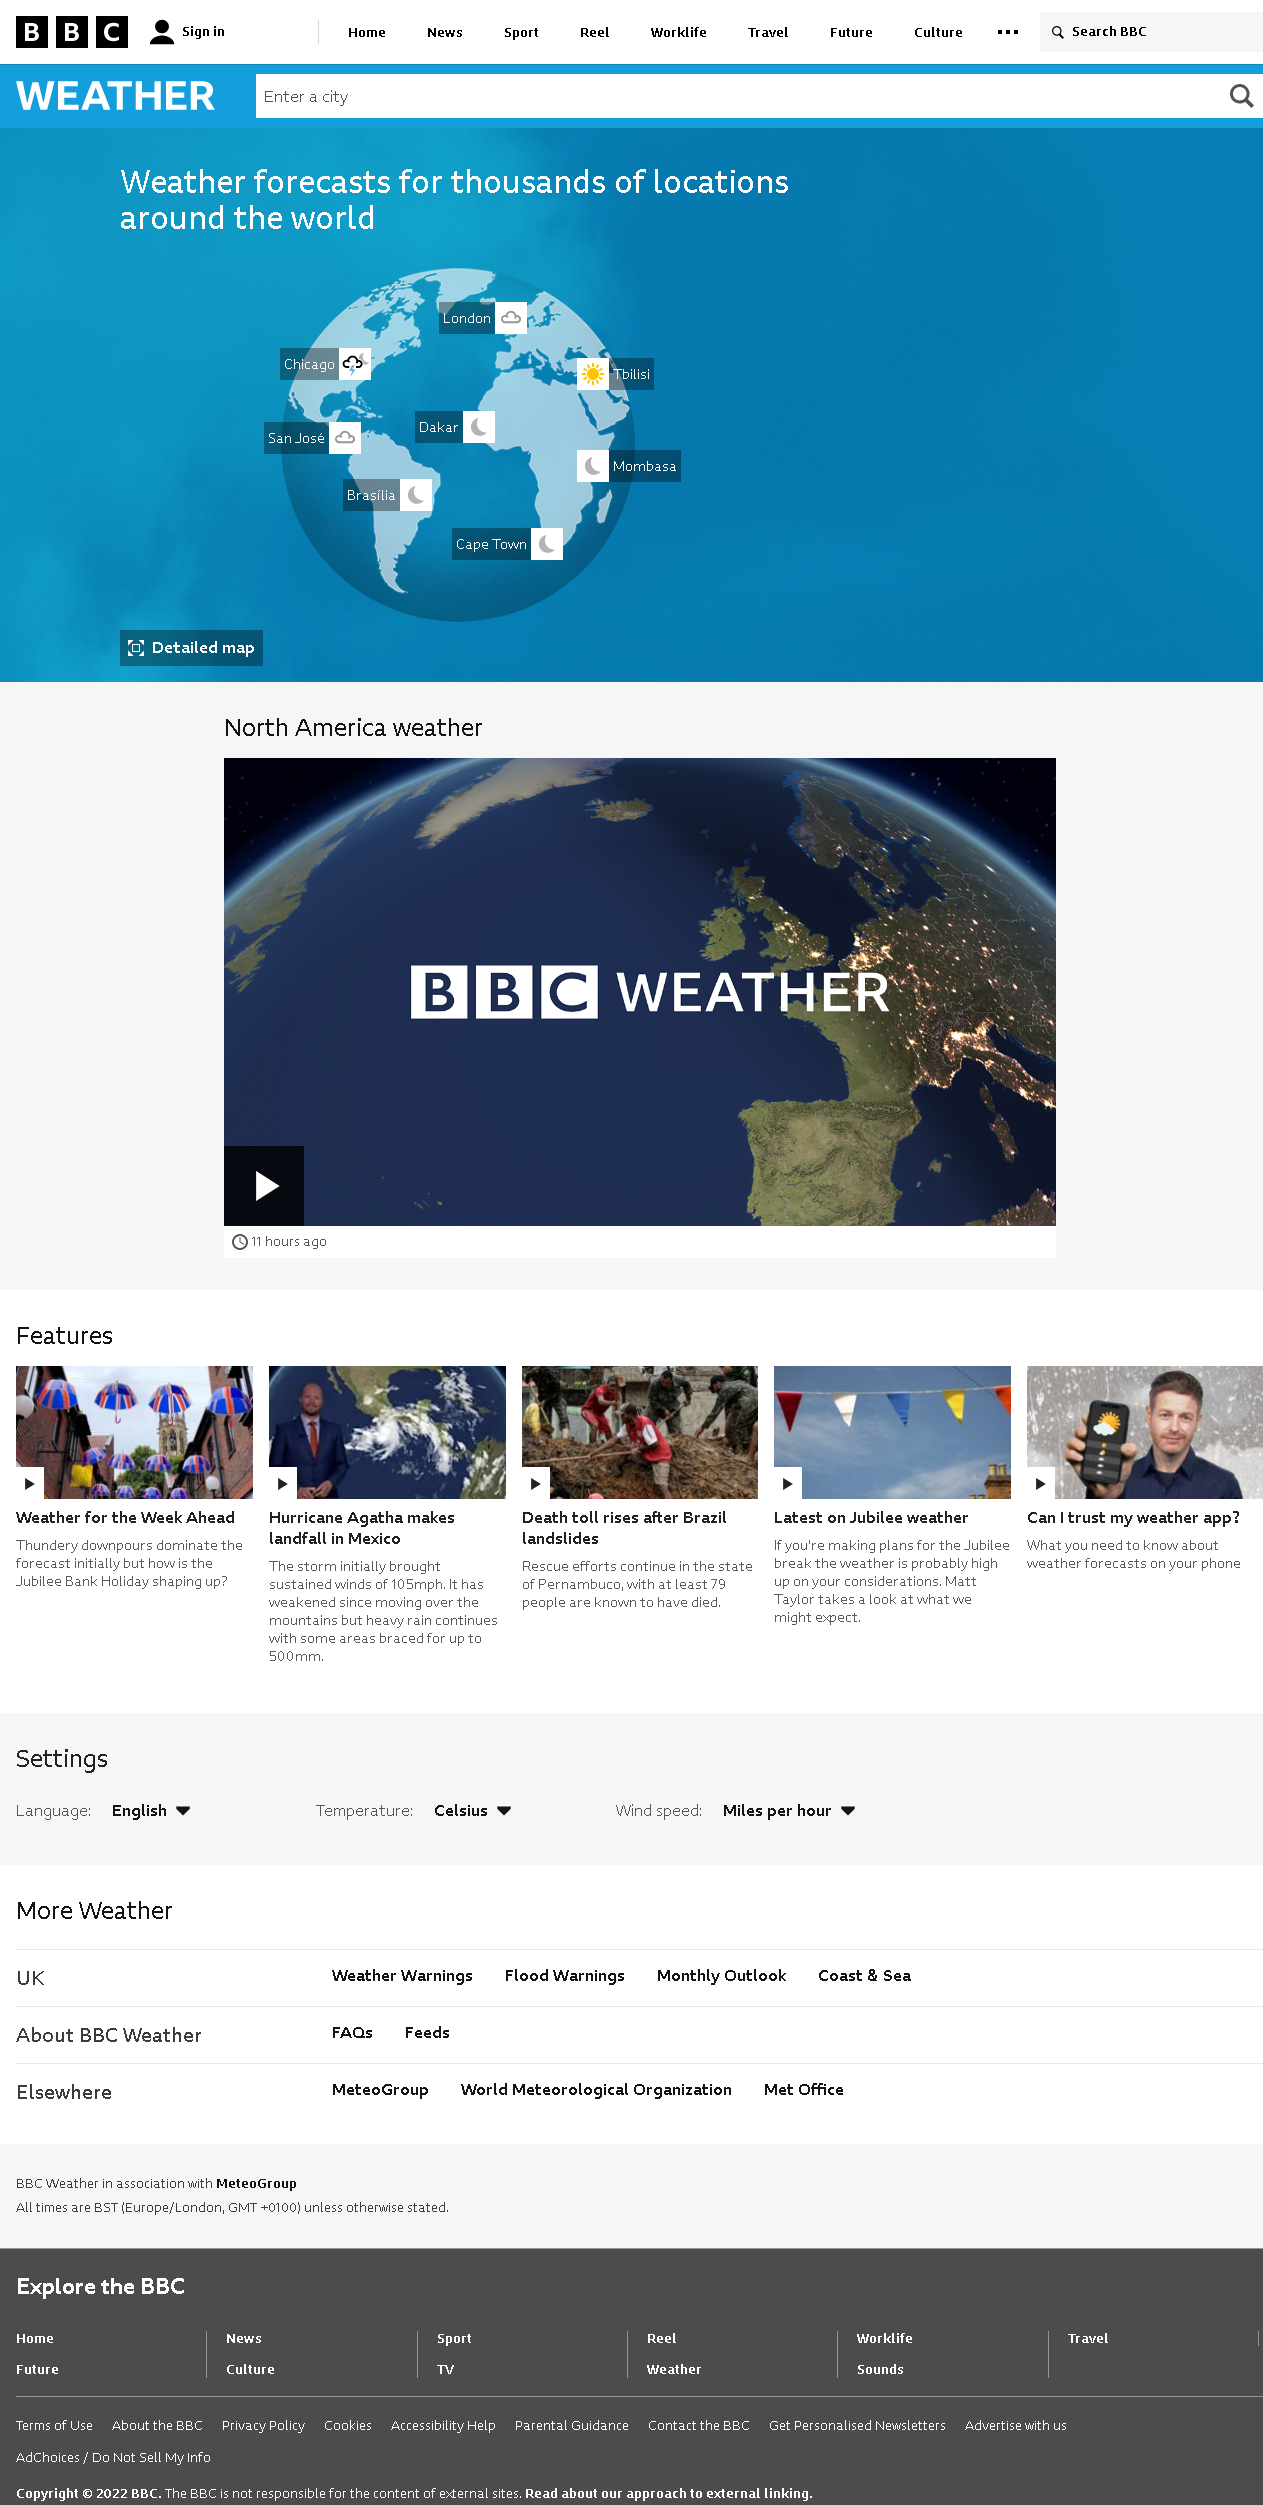 BBC
Sign in
Home
News
Sport
Reel
Worklife
Travel
Future
Culture
Search BBC
WEATHER
Enter a city
Weather forecasts for thousands of locations
around the world
London
Chicago
Tbilisi
Dakar
San José
Mombasa
Brasília
Cape Town
Detailed map
North America weather
BBC WEATHER
11 hours ago
Features
Weather for the Week Ahead
Thundery downpours dominate the
forecast initially but how is the
Jubilee Bank Holiday shaping up?
Hurricane Agatha makes
landfall in Mexico
The storm initially brought
sustained winds of 105mph. It has
weakened since moving over the
mountains but heavy rain continues
with some areas braced for up to
500mm.
Death toll rises after Brazil
landslides
Rescue efforts continue in the state
of Pernambuco, with at least 79
people are known to have died.
Latest on Jubilee weather
If you're making plans for the Jubilee
break the weather is probably high
up on your considerations. Matt
Taylor takes a look at what we
might expect.
Can I trust my weather app?
What you need to know about
weather forecasts on your phone
Settings
Language: English
Temperature: Celsius
Wind speed: Miles per hour
More Weather
UK
Weather Warnings
Flood Warnings
Monthly Outlook
Coast & Sea
About BBC Weather
FAQs
Feeds
Elsewhere
MeteoGroup
World Meteorological Organization
Met Office
BBC Weather in association with MeteoGroup
All times are BST (Europe/London, GMT +0100) unless otherwise stated.
Explore the BBC
Home
News
Sport
Reel
Worklife
Travel
Future
Culture
TV
Weather
Sounds
Terms of Use
About the BBC
Privacy Policy
Cookies
Accessibility Help
Parental Guidance
Contact the BBC
Get Personalised Newsletters
Advertise with us
AdChoices / Do Not Sell My Info
Copyright © 2022 BBC. The BBC is not responsible for the content of external sites. Read about our approach to external linking.